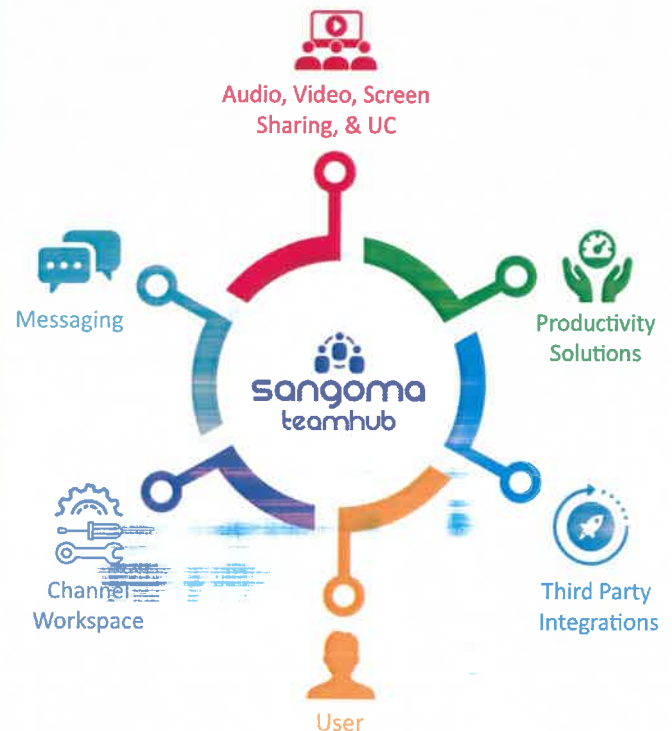 Audio, Video, Screen
Sharing, & UC
Messaging
Productivity
Solutions
sangoma
teamhub
Channel
Workspace
Third Party
Integrations
User